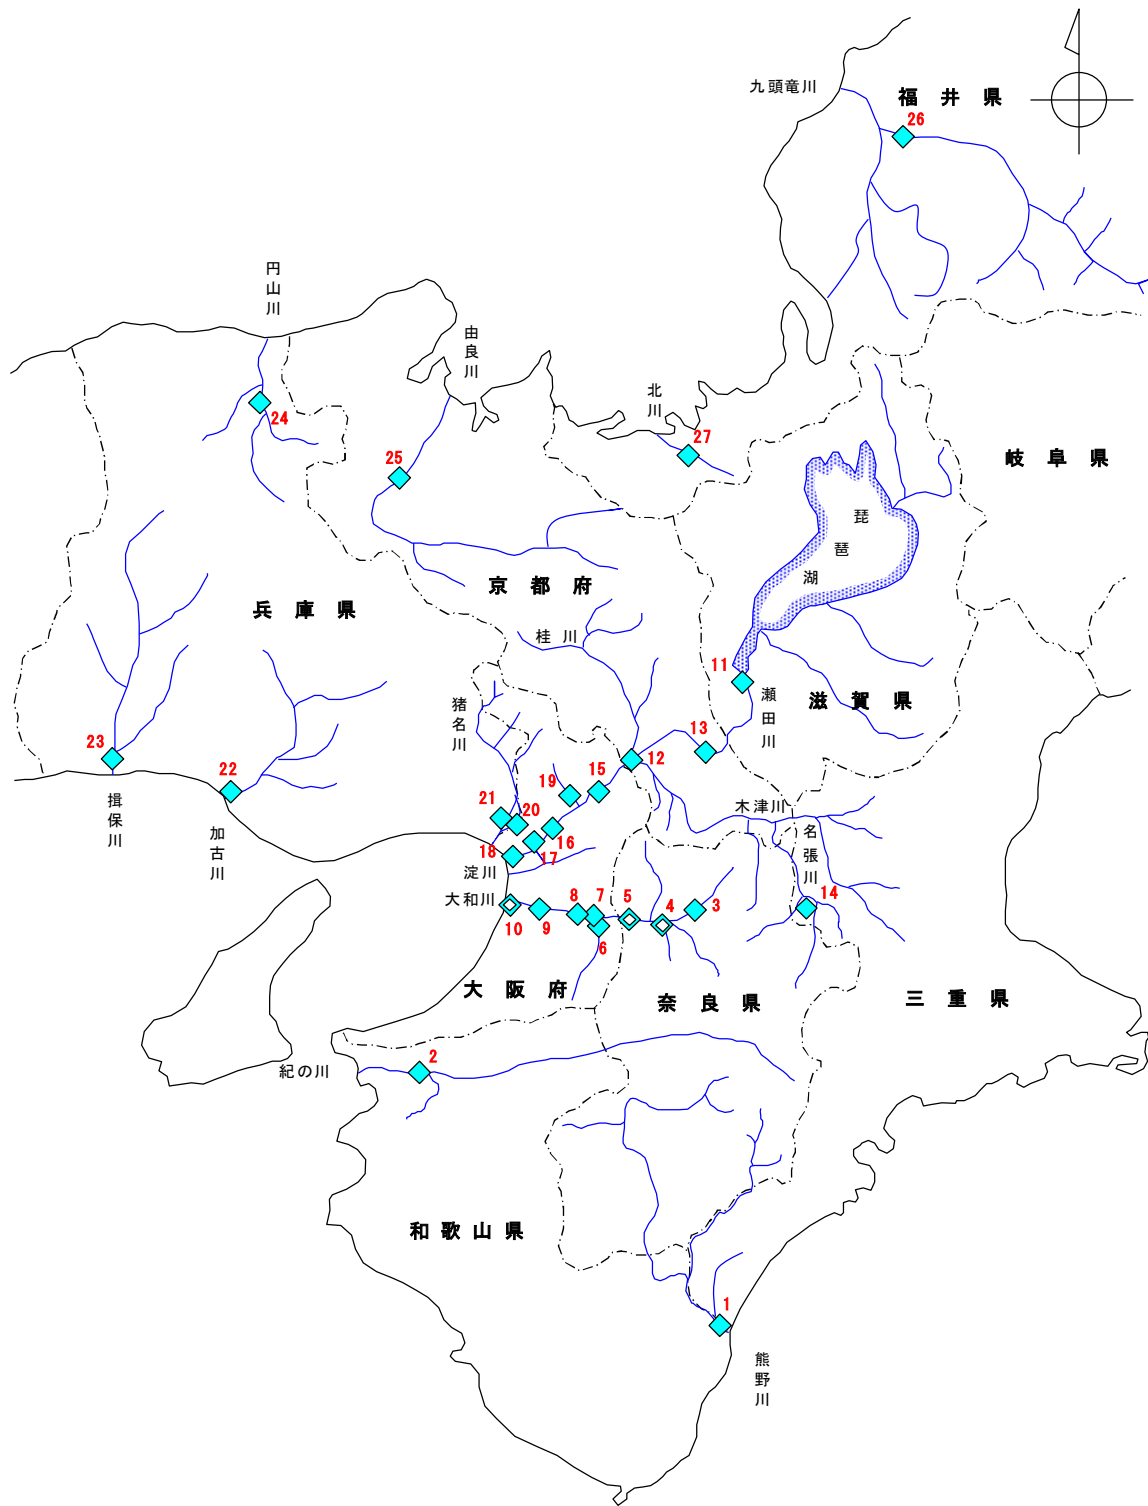 九頭竜川
福井県
26
円山川
由良川
北川
24
25
27
岐阜県
琵琶湖
京都府
兵庫県
桂川
11
瀬田川
滋賀県
猪名川
13
23
12
22
19
15
21
20
木津川
揖保川
加古川
16
名張川
18
17
淀川
大和川
8
7
5
4
3
14
10
9
6
大阪府
奈良県
三重県
2
紀の川
和歌山県
1
熊野川